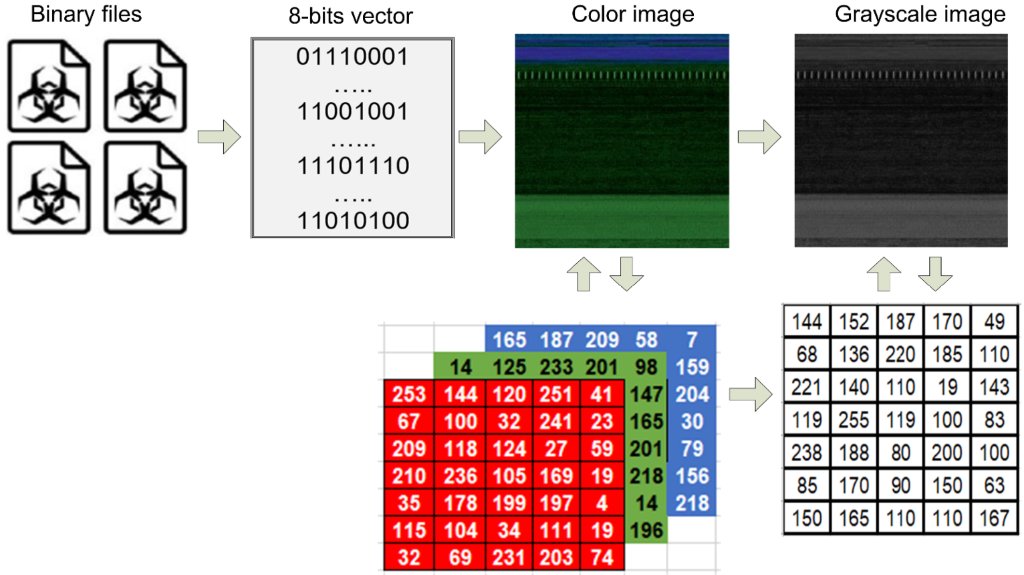 Binary files
8-bits vector
Color image
Grayscale image
01110001
.....
11001001
......
11101110
.....
11010100
165 187 209 58 7
14 125 233 201 98 159
253 144 120 251 41 147 204
67 100 32 241 23 165 30
209 118 124 27 59 201 79
210 236 105 169 19 218 156
35 178 199 197 4 14 218
115 104 34 111 19 196
32 69 231 203 74
144 152 187 170 49
68 136 220 185 110
221 140 110 19 143
119 255 119 100 83
238 188 80 200 100
85 170 90 150 63
150 165 110 110 167